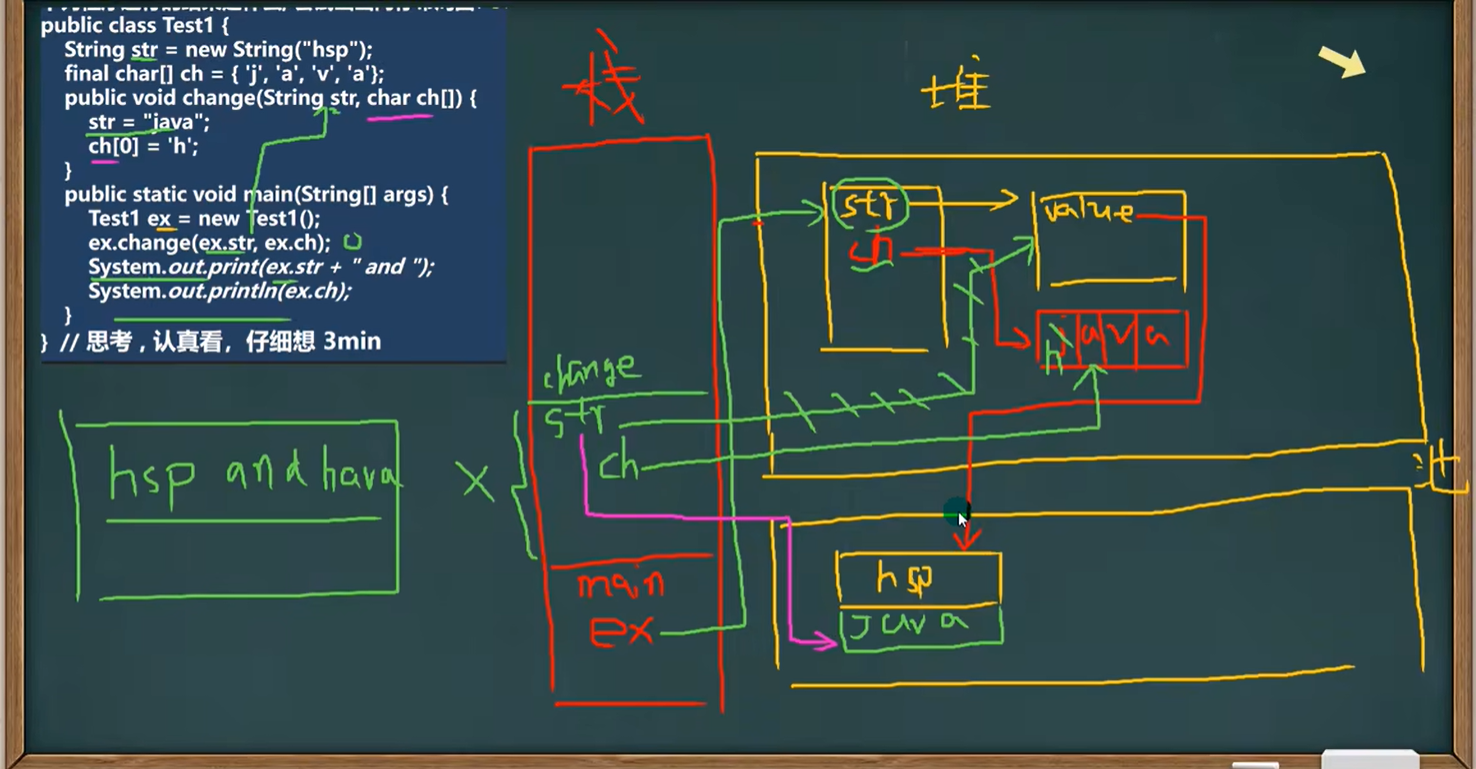 public class Test1 {
String str = new String("hsp");
final char[] ch = { 'j', 'a', 'v', 'a'};
public void change(String str, char ch[]) {
str = "java";
ch[0] = 'h';
}
public static void main(String[] args) {
Test1 ex = new Test1();
ex.change(ex.str, ex.ch);
System.out.print(ex.str + " and ");
System.out.println(ex.ch);
}
} // 思考，认真看，仔细想 3min
栈
堆
str
ch
value
j a v a
h
change
str
ch
main
ex
hsp and hava
X
hsp
java